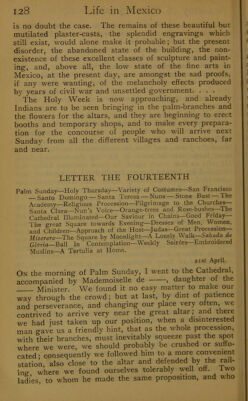 128 Life in Mexico
is no doubt the case. The remains of these beautiful but
mutilated plaster-casts, the splendid engravings which
still exist, would alone make it probable; but the present
disorder, the abandoned state of the building, the non-
existence of these excellent classes of sculpture and paint-
ing, and, above all, the low state of the fine arts in
Mexico, at the present day, are amongst the sad proofs,
if any were wanting, of the melancholy effects produced
by years of civil war and unsettled government. . . .
The Holy Week is now approaching, and already
Indians are to be seen bringing in the palm-branches and
the flowers for the altars, and they are beginning to erect
booths and temporary shops, and to make every prepara-
tion for the concourse of people who will arrive next
Sunday from all the different villages and ranchoes, far
and near.
LETTER THE FOURTEENTH
Palm Sunday—Holy Thursday—Variety of Costumes—San Francisco
—Santo Domingo—Santa Teresa—Nuns—Stone Bust—The
Academy—Religious Procession—Pilgrimage to the Churches—
Santa Clara—Nun's Voice—Orange-trees and Rose-bushes—The
Cathedral Illuminated—Our Saviour in Chains—Good Friday—
The great Square towards Evening—Dresses of Men, Women,
and Children—Approach of the Host—Judas—Great Procession—
Miserere—The Square by Moonlight—A Lonely Walk—Sabado de
Gloria—Ball in Contemplation—Weekly Soirées—Embroidered
Muslins—A Tertulia at Home.
21st April.
On the morning of Palm Sunday, I went to the Cathedral,
accompanied by Mademoiselle de ——, daughter of the
—— Minister. We found it no easy matter to make our
way through the crowd; but at last, by dint of patience
and perseverance, and changing our place very often, we
contrived to arrive very near the great altar; and there
we had just taken up our position, when a disinterested
man gave us a friendly hint, that as the whole procession,
with their branches, must inevitably squeeze past the spot
where we were, we should probably be crushed or suffo-
cated; consequently we followed him to a more convenient
station, also close to the altar and defended by the rail-
ing, where we found ourselves tolerably well off. Two
ladies, to whom he made the same proposition, and who